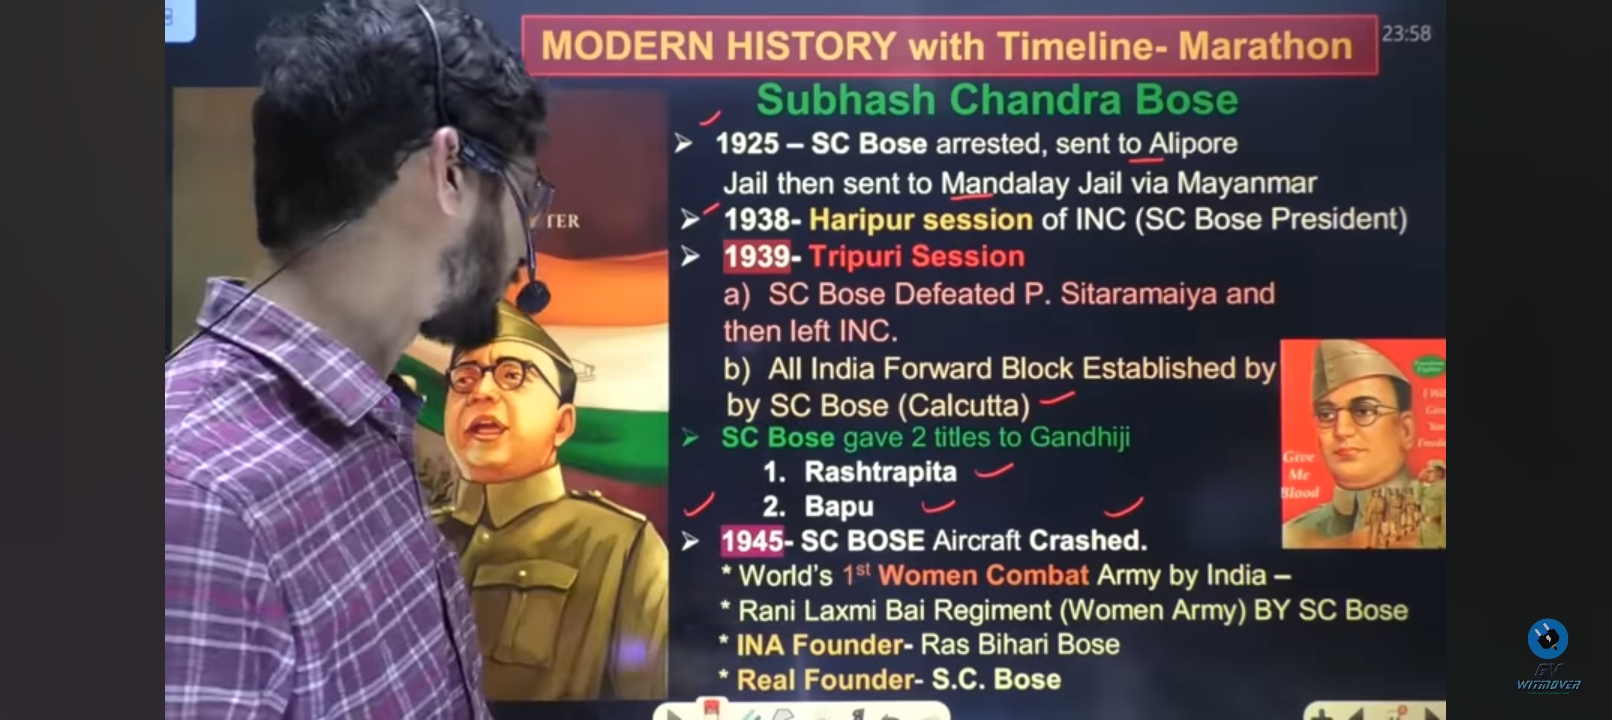 MODERN HISTORY with Timeline- Marathon
23:58
Subhash Chandra Bose
➢ 1925 – SC Bose arrested, sent to Alipore
Jail then sent to Mandalay Jail via Mayanmar
➢ 1938- Haripur session of INC (SC Bose President)
➢ 1939- Tripuri Session
a) SC Bose Defeated P. Sitaramaiya and
then left INC.
b) All India Forward Block Established by
by SC Bose (Calcutta)
➢ SC Bose gave 2 titles to Gandhiji
1. Rashtrapita
2. Bapu
➢ 1945- SC BOSE Aircraft Crashed.
* World's 1st Women Combat Army by India –
* Rani Laxmi Bai Regiment (Women Army) BY SC Bose
* INA Founder- Ras Bihari Bose
* Real Founder- S.C. Bose
TER
Give
Me
Blood
I Will
Give
You
WITMOVER